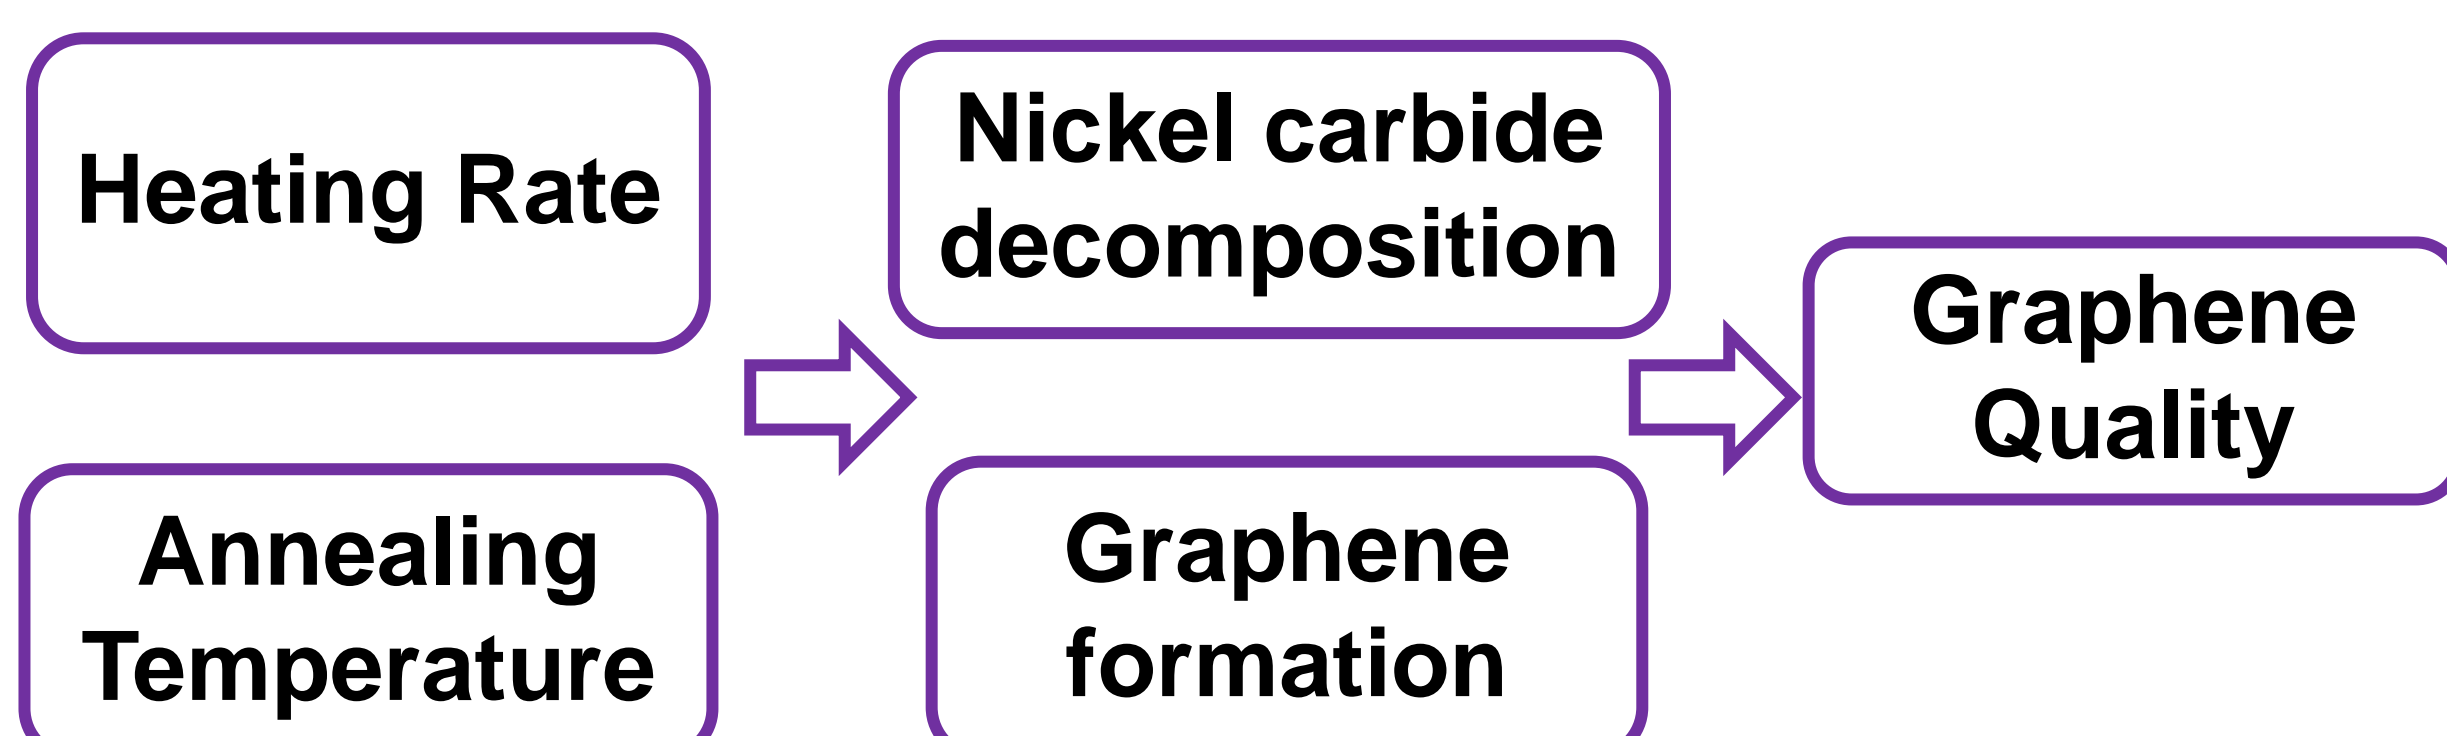 Heating Rate
Annealing
Temperature
Nickel carbide
decomposition
Graphene
formation
Graphene
Quality